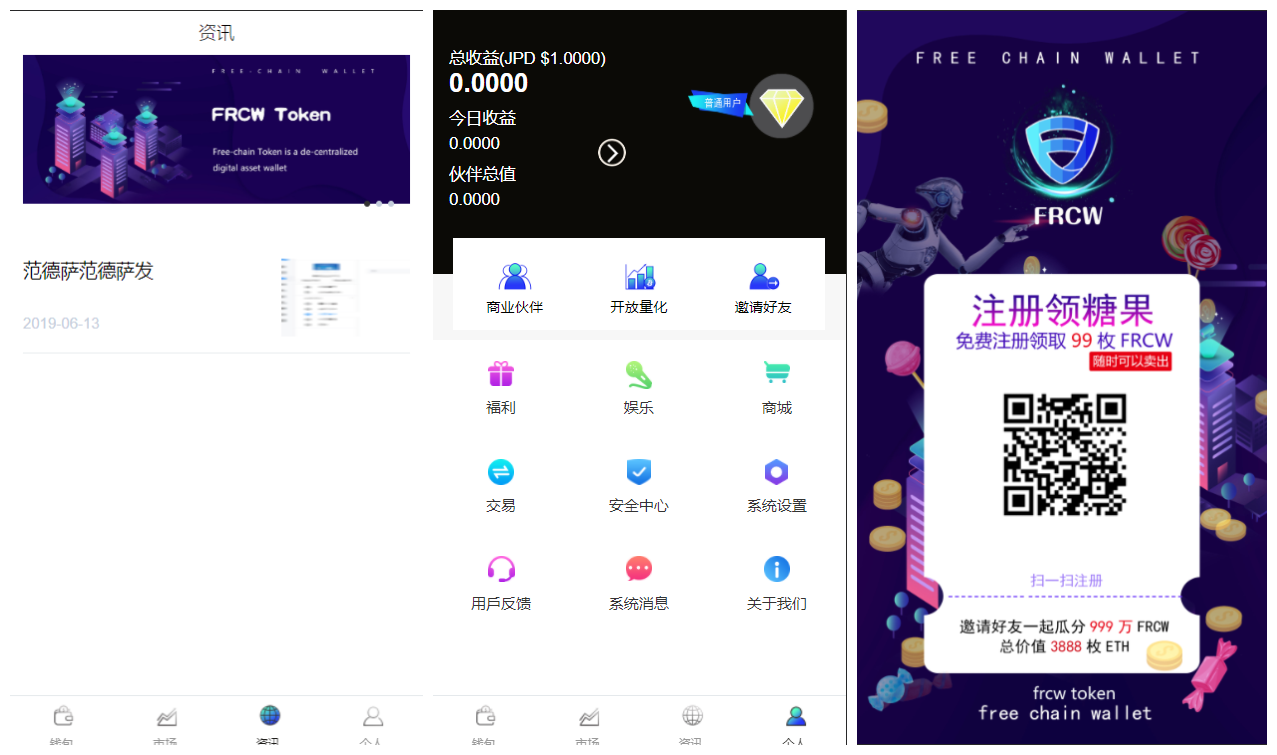 资讯
FREE-CHAIN WALLET
FRCW Token
Free-chain Token is a de-centralized
digital asset wallet
范德萨范德萨发
2019-06-13
钱包
市场
资讯
个人
总收益(JPD $1.0000)
0.0000
今日收益
0.0000
伙伴总值
0.0000
普通用户
商业伙伴
开放量化
邀请好友
福利
娱乐
商城
交易
安全中心
系统设置
用戶反馈
系统消息
关于我们
钱包
市场
资讯
个人
FREE CHAIN WALLET
FRCW
注册领糖果
免费注册领取 99 枚 FRCW
随时可以卖出
扫一扫注册
邀请好友一起瓜分 999 万 FRCW
总价值 3888 枚 ETH
frcw token
free chain wallet